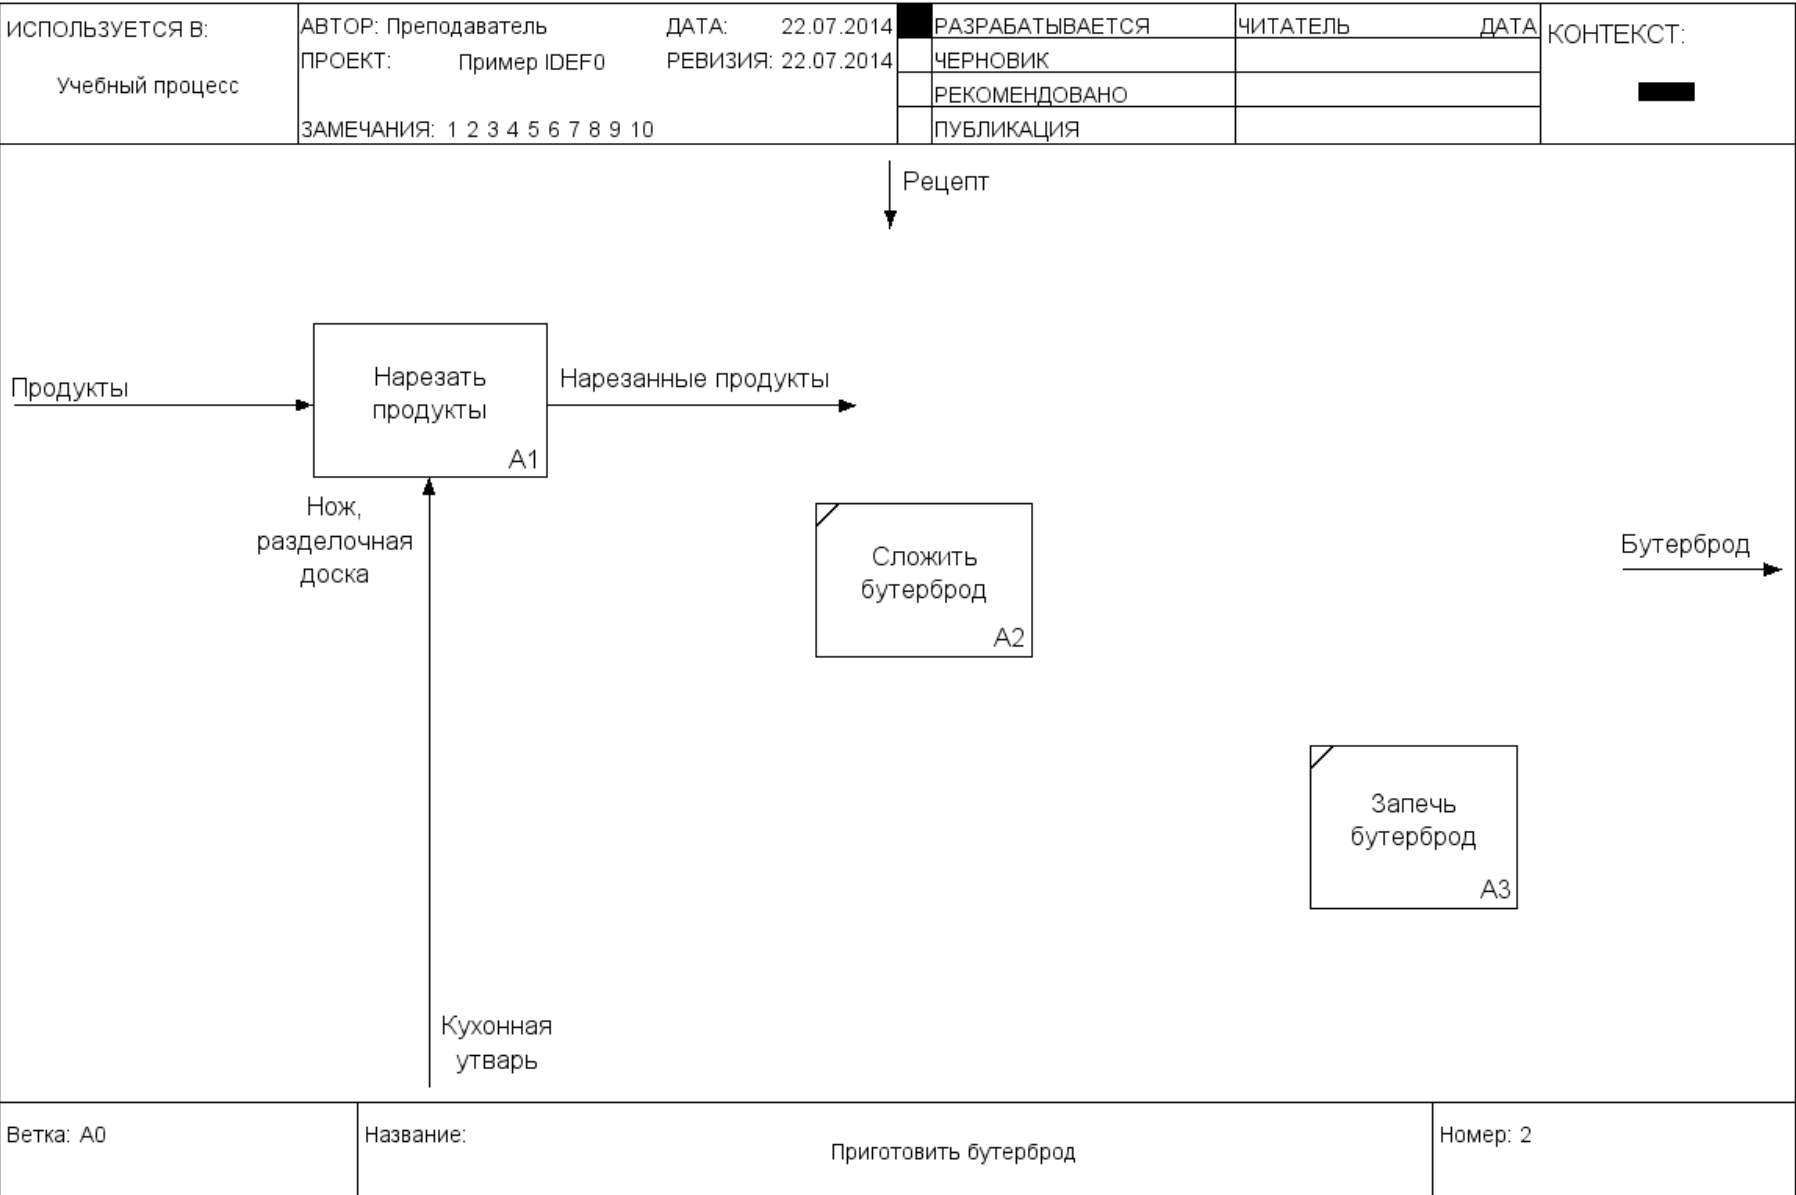 ИСПОЛЬЗУЕТСЯ В:
Учебный процесс
АВТОР: Преподаватель
ДАТА: 22.07.2014
ПРОЕКТ: Пример IDEF0
РЕВИЗИЯ: 22.07.2014
ЗАМЕЧАНИЯ: 1 2 3 4 5 6 7 8 9 10
РАЗРАБАТЫВАЕТСЯ
ЧЕРНОВИК
РЕКОМЕНДОВАНО
ПУБЛИКАЦИЯ
ЧИТАТЕЛЬ ДАТА
КОНТЕКСТ:
Рецепт
Продукты
Нарезать
продукты
A1
Нарезанные продукты
Нож,
разделочная
доска
Сложить
бутерброд
A2
Бутерброд
Запечь
бутерброд
A3
Кухонная
утварь
Ветка: A0
Название:
Приготовить бутерброд
Номер: 2